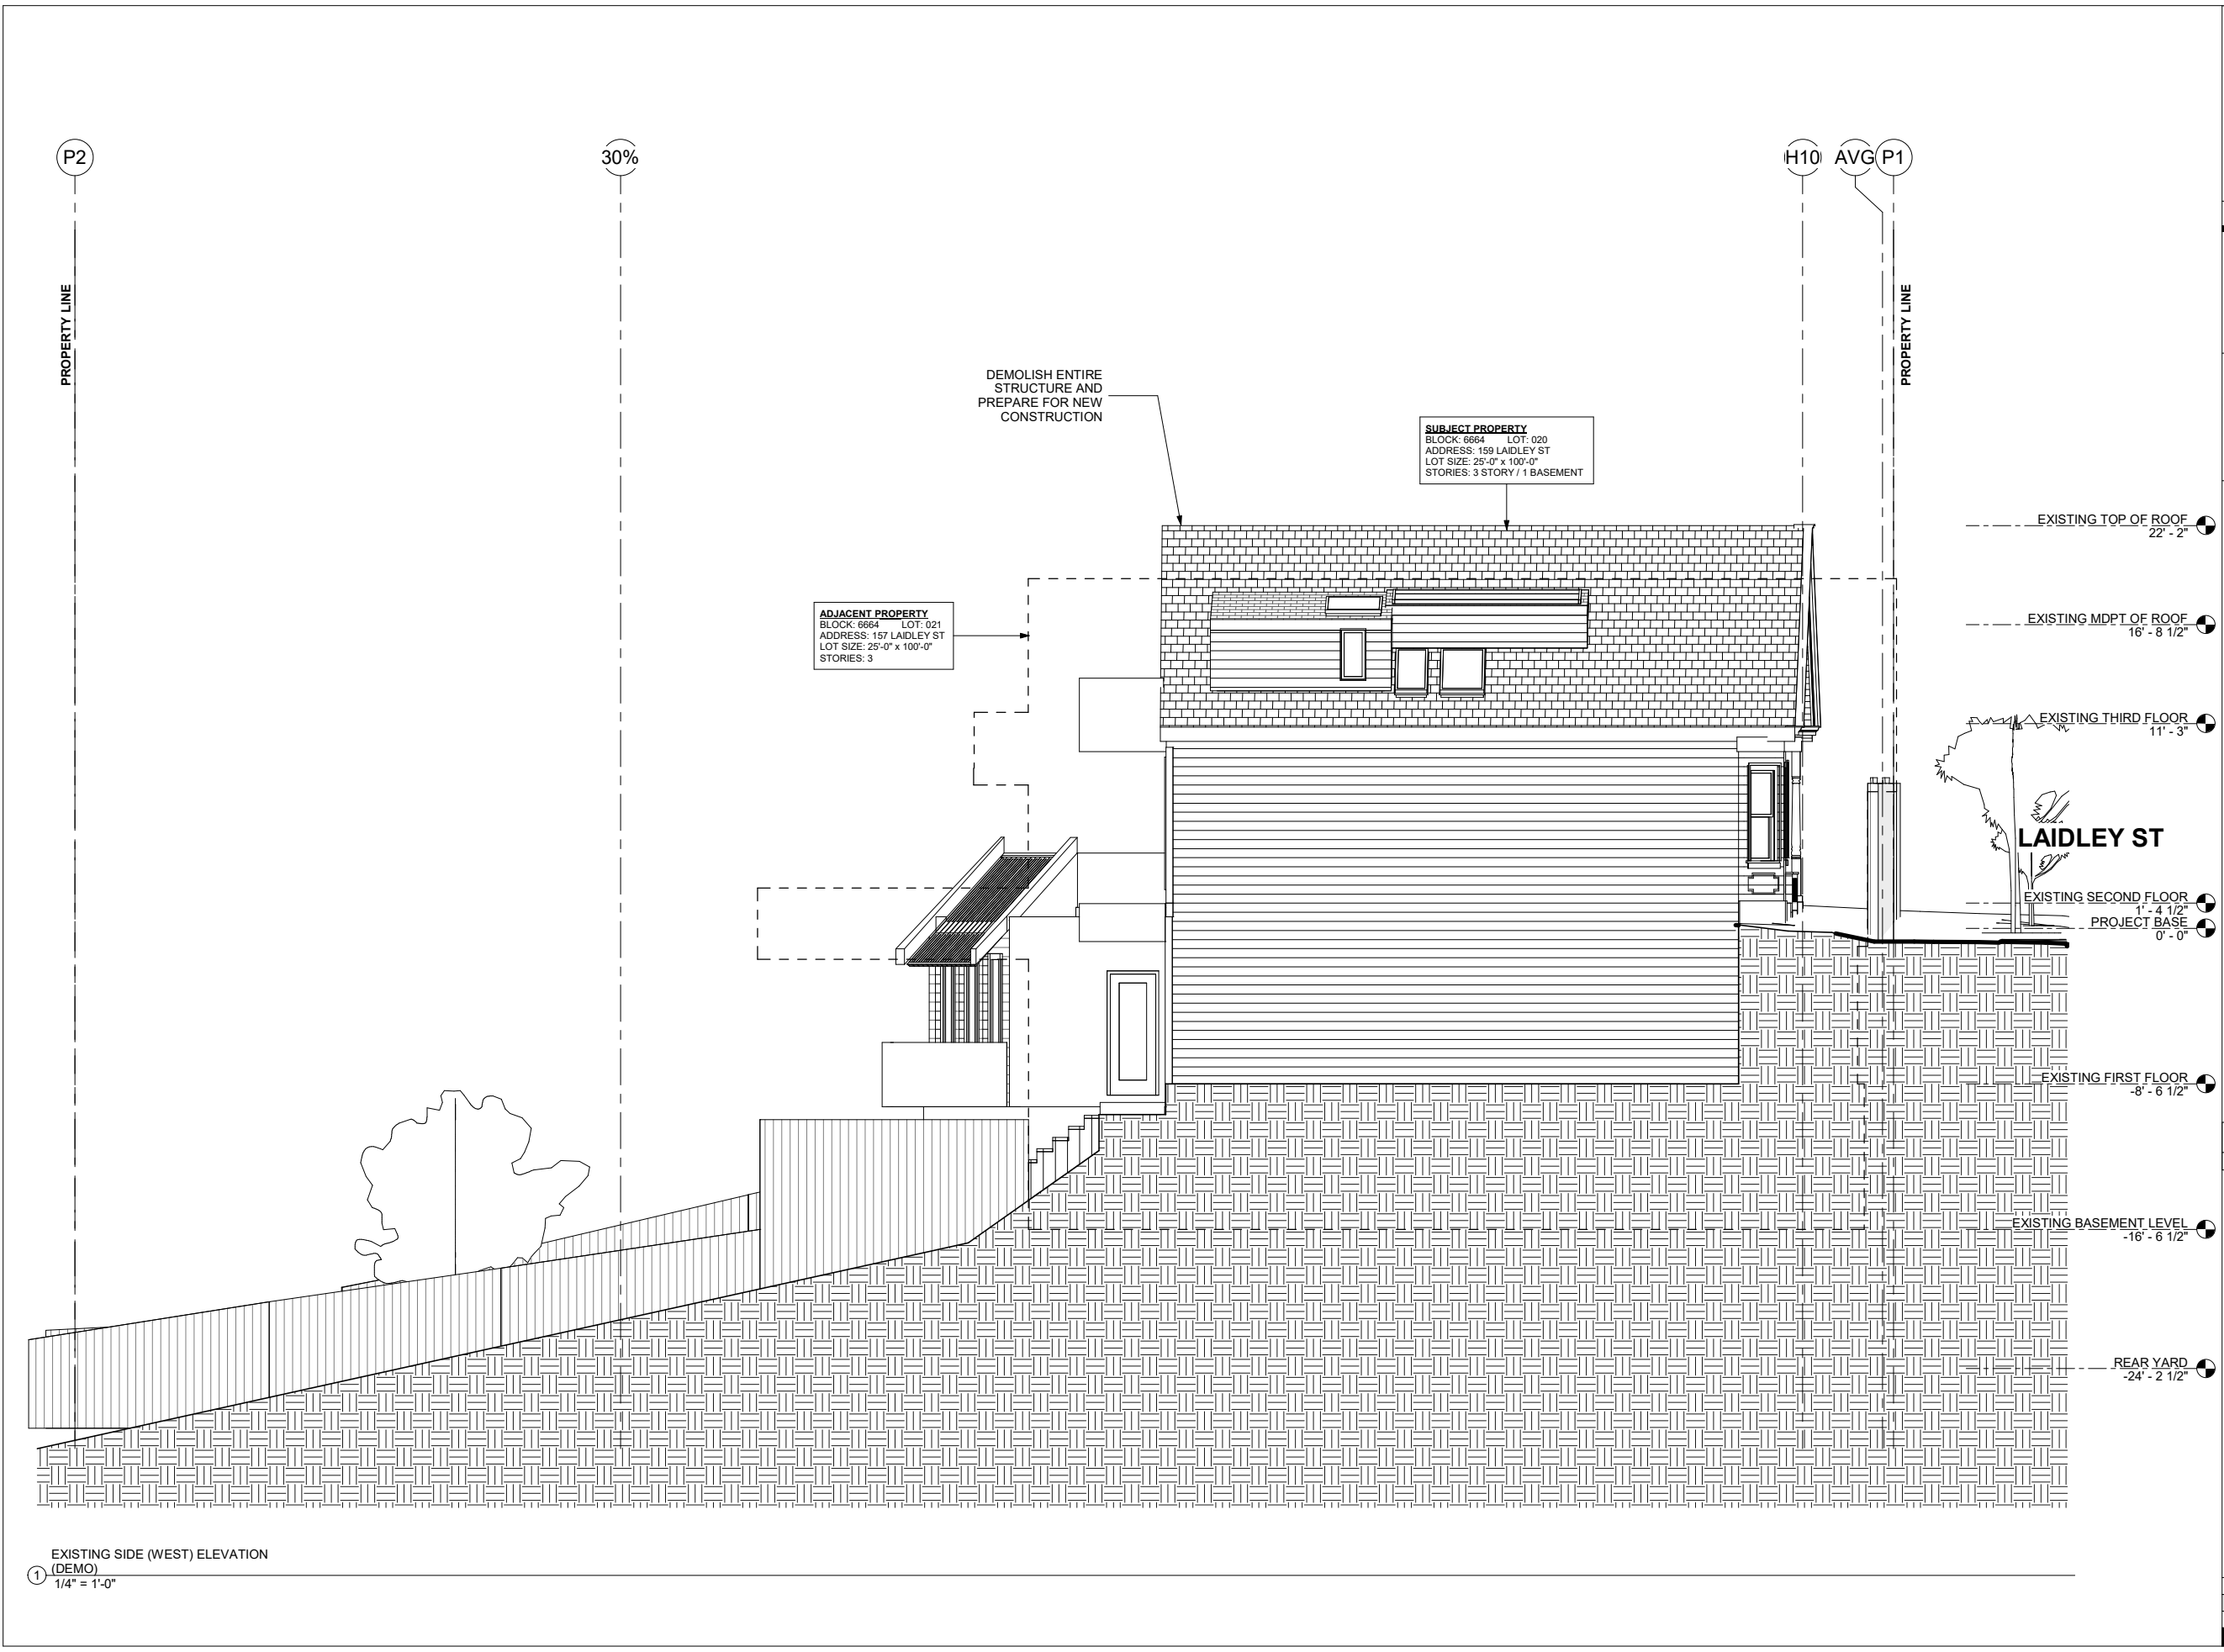 P2
30%
H10
AVG
P1
PROPERTY LINE
PROPERTY LINE
DEMOLISH ENTIRE
STRUCTURE AND
PREPARE FOR NEW
CONSTRUCTION
SUBJECT PROPERTY
BLOCK: 6664 LOT: 020
ADDRESS: 159 LAIDLEY ST
LOT SIZE: 25'-0" x 100'-0"
STORIES: 3 STORY / 1 BASEMENT
ADJACENT PROPERTY
BLOCK: 6664 LOT: 021
ADDRESS: 157 LAIDLEY ST
LOT SIZE: 25'-0" x 100'-0"
STORIES: 3
EXISTING TOP OF ROOF
22' - 2"
EXISTING MDPT OF ROOF
16' - 8 1/2"
EXISTING THIRD FLOOR
11' - 3"
LAIDLEY ST
EXISTING SECOND FLOOR
1' - 4 1/2"
PROJECT BASE
0' - 0"
EXISTING FIRST FLOOR
-8' - 6 1/2"
EXISTING BASEMENT LEVEL
-16' - 6 1/2"
REAR YARD
-24' - 2 1/2"
EXISTING SIDE (WEST) ELEVATION
(DEMO)
1
1/4" = 1'-0"